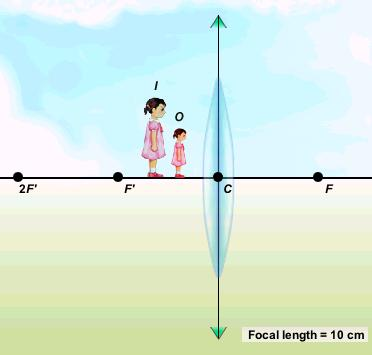 I
O
2F' F' C F
Focal length = 10 cm